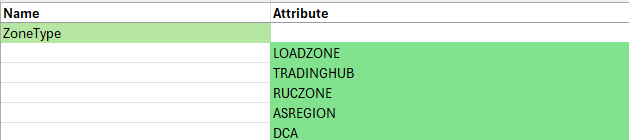 Name Attribute
ZoneType
LOADZONE
TRADINGHUB
RUCZONE
ASREGION
DCA